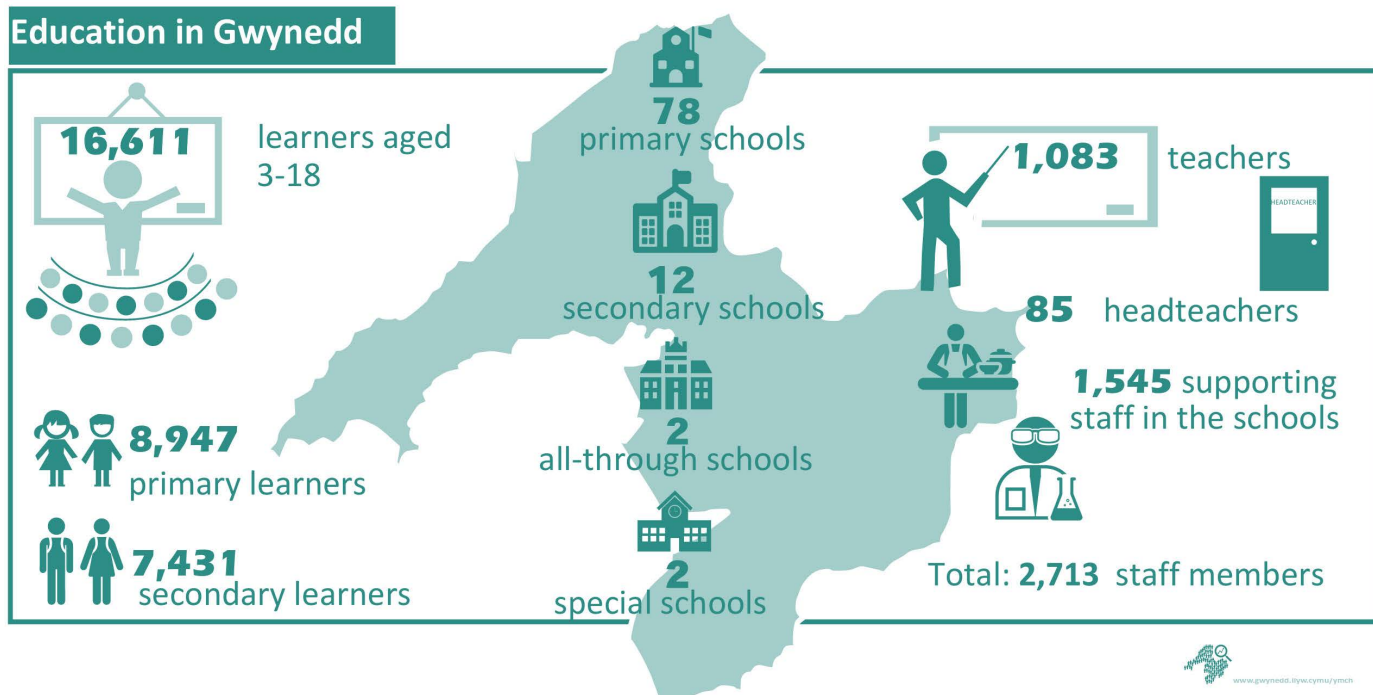 Education in Gwynedd
16,611
learners aged
3-18
8,947
primary learners
7,431
secondary learners
78
primary schools
12
secondary schools
2
all-through schools
2
special schools
1,083 teachers
HEADTEACHER
85 headteachers
1,545 supporting
staff in the schools
Total: 2,713 staff members
www.gwynedd.llyw.cymru/ymch